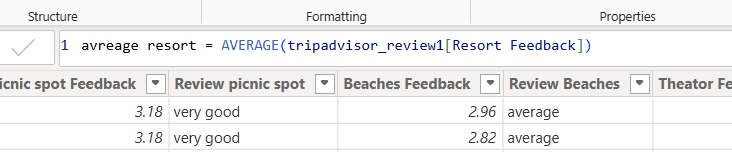 Structure Formatting Properties
1 avreage resort = AVERAGE(tripadvisor_review1[Resort Feedback])
icnic spot Feedback Review picnic spot Beaches Feedback Review Beaches Theator Fe
3.18 very good 2.96 average
3.18 very good 2.82 average